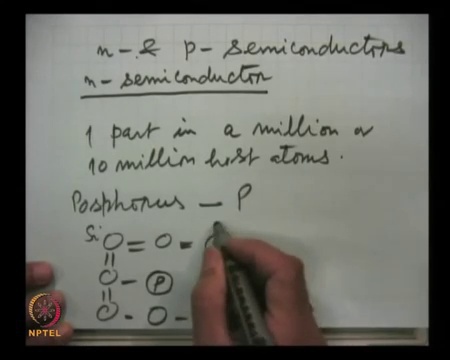 n- & p- semiconductors
n- semiconductor
1 part in a million or
10 million host atoms.
Posphorus — P
Si
P
NPTEL